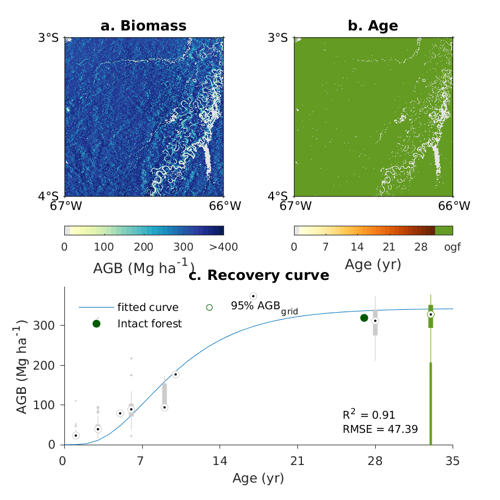 a. Biomass
b. Age
3°S
3°S
4°S
4°S
67°W
66°W
67°W
66°W
0 100 200 300 >400
0 7 14 21 28 ogf
AGB (Mg ha⁻¹)
Age (yr)
c. Recovery curve
fitted curve
95% AGBgrid
Intact forest
300
200
100
0
AGB (Mg ha⁻¹)
R² = 0.91
RMSE = 47.39
0 7 14 21 28 35
Age (yr)